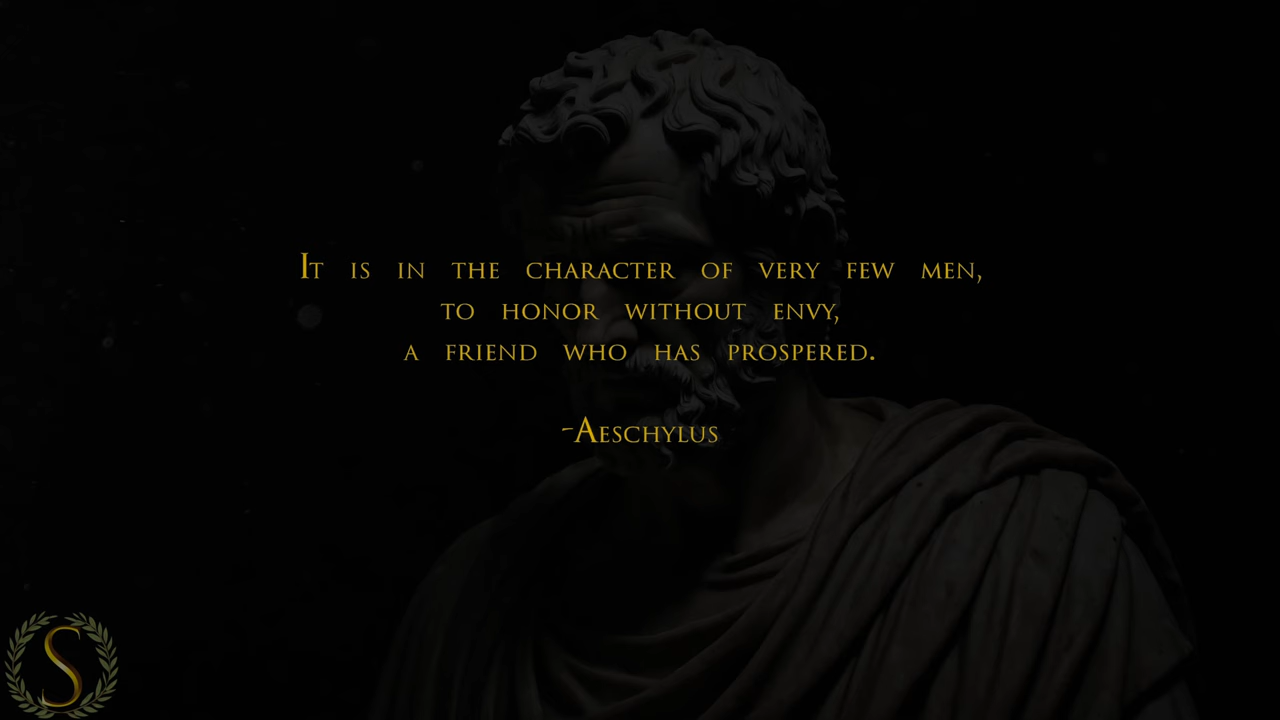 It is in the character of very few men,
to honor without envy,
a friend who has prospered.
-Aeschylus
S